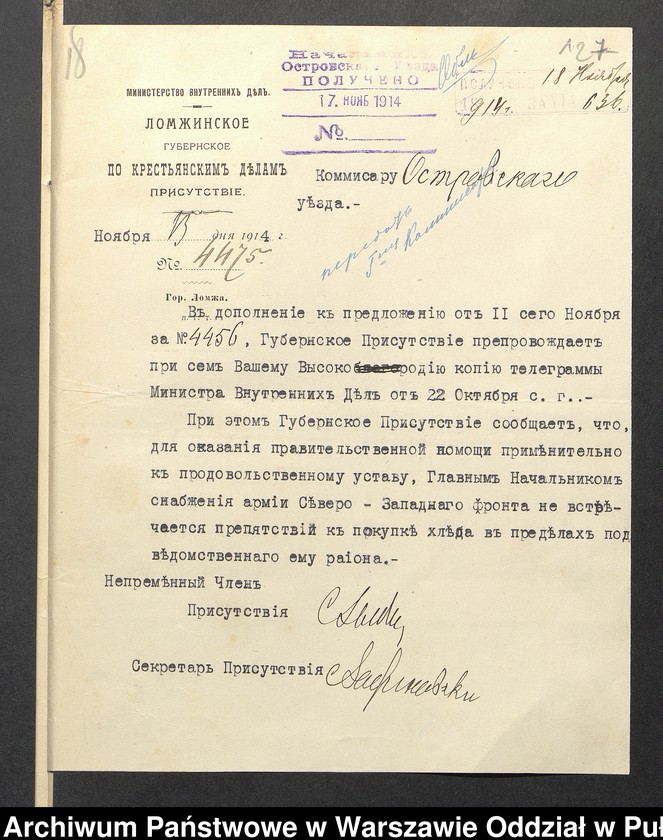 18
127
Островскаго Уѣзда
ПОЛУЧЕНО
17 НОЯБ 1914
№
18 Ноября
914г.
636.
МИНИСТЕРСТВО ВНУТРЕННИХЪ ДѢЛЪ.
ЛОМЖИНСКОЕ
ГУБЕРНСКОЕ
ПО КРЕСТЬЯНСКИМЪ ДѢЛАМЪ
ПРИСУТСТВІЕ.
Ноября 13 дня 1914 г.
№. 4475.
Гор. Ломжа.
Коммисару Островскаго
уѣзда.-
передать
Въ дополненіе къ предложенію отъ II сего Ноября
за №4456, Губернское Присутствіе препровождаетъ
при семъ Вашему Высокоблагородію копію телеграммы
Министра Внутреннихъ Дѣлъ отъ 22 Октября с. г..-
При этомъ Губернское Присутствіе сообщаетъ, что,
для оказанія правительственной помощи примѣнительно
къ продовольственному уставу, Главнымъ Начальникомъ
снабженія арміи Сѣверо - Западнаго фронта не встрѣ-
чается препятствій къ покупкѣ хлѣба въ предѣлахъ под
вѣдомственнаго ему раіона.-
Непремѣнный Членъ
Присутствія
Секретарь Присутствія
Archiwum Państwowe w Warszawie Oddział w Pu